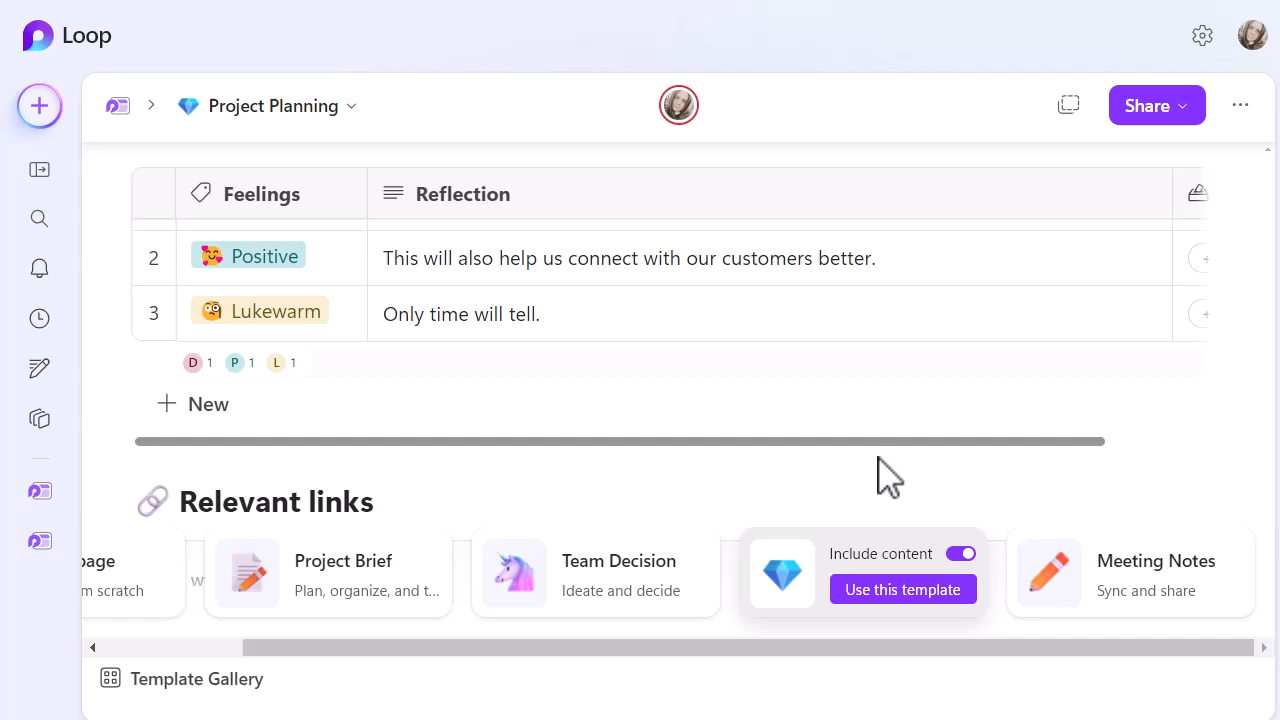 Loop
Project Planning
Share
Feelings
Reflection
2
Positive
This will also help us connect with our customers better.
3
Lukewarm
Only time will tell.
D 1 P 1 L 1
New
Relevant links
page
m scratch
w
Project Brief
Plan, organize, and t...
Team Decision
Ideate and decide
Include content
Use this template
Meeting Notes
Sync and share
Template Gallery